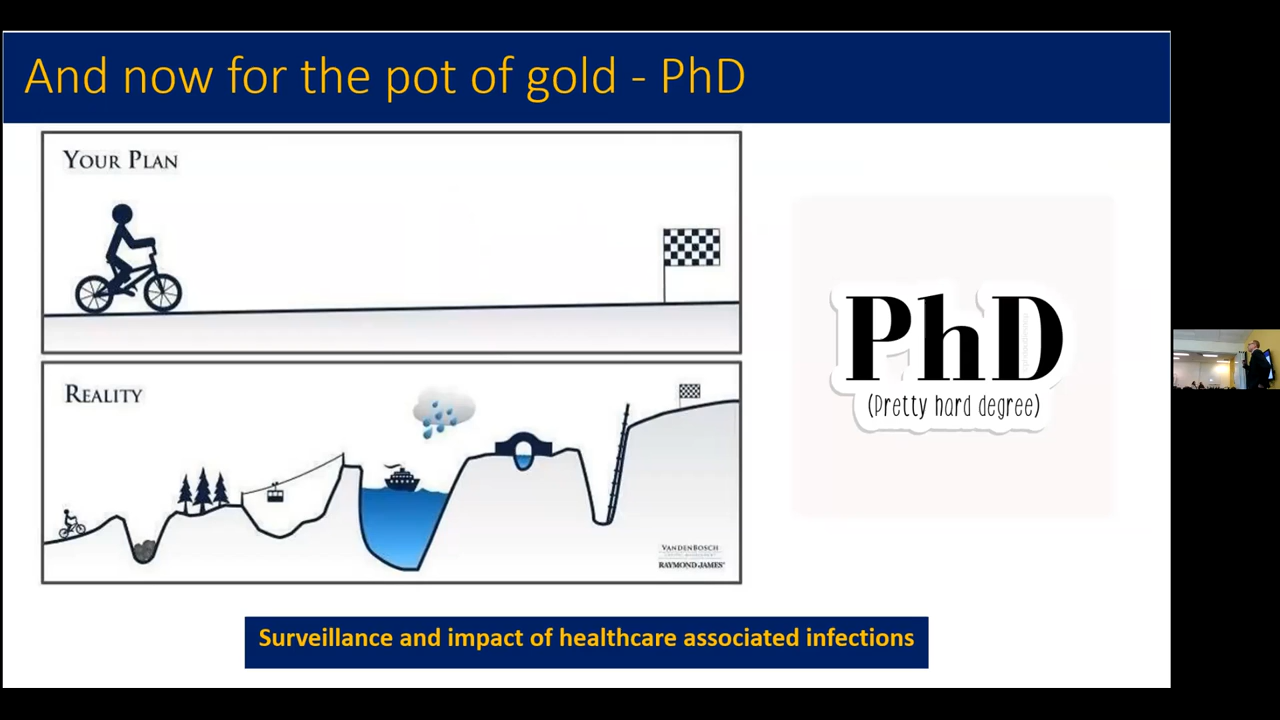 And now for the pot of gold - PhD
YOUR PLAN
REALITY
VANDENBOSCH
RAYMOND JAMES®
PhD
(Pretty hard degree)
Surveillance and impact of healthcare associated infections